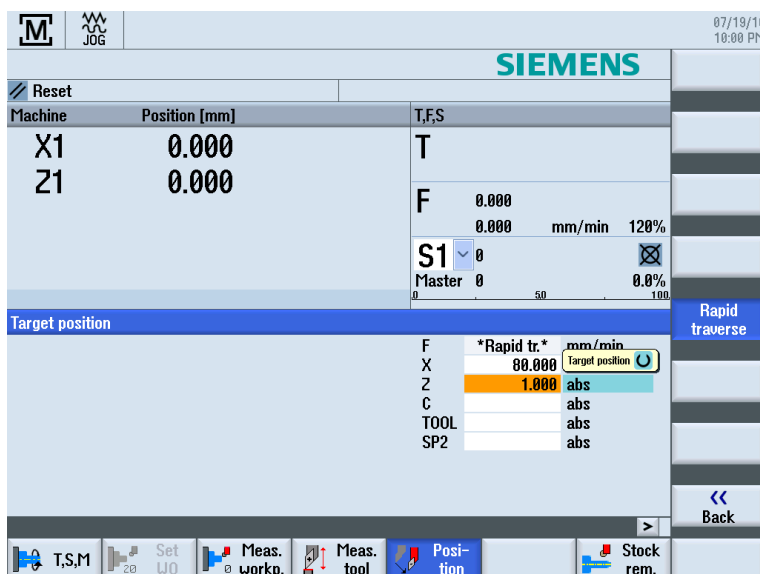 M
JOG
07/19/1
10:00 PM
SIEMENS
Reset
Machine Position [mm]
T,F,S
X1 0.000
Z1 0.000
T
F 0.000
0.000 mm/min 120%
S1 0
Master 0 0.0%
0 50 100
Target position
Rapid
traverse
F *Rapid tr.* mm/min
X 80.000
Target position
Z 1.000 abs
C abs
TOOL abs
SP2 abs
<<
Back
>
T,S,M
Set
WO
Meas.
workp.
Meas.
tool
Posi-
tion
Stock
rem.